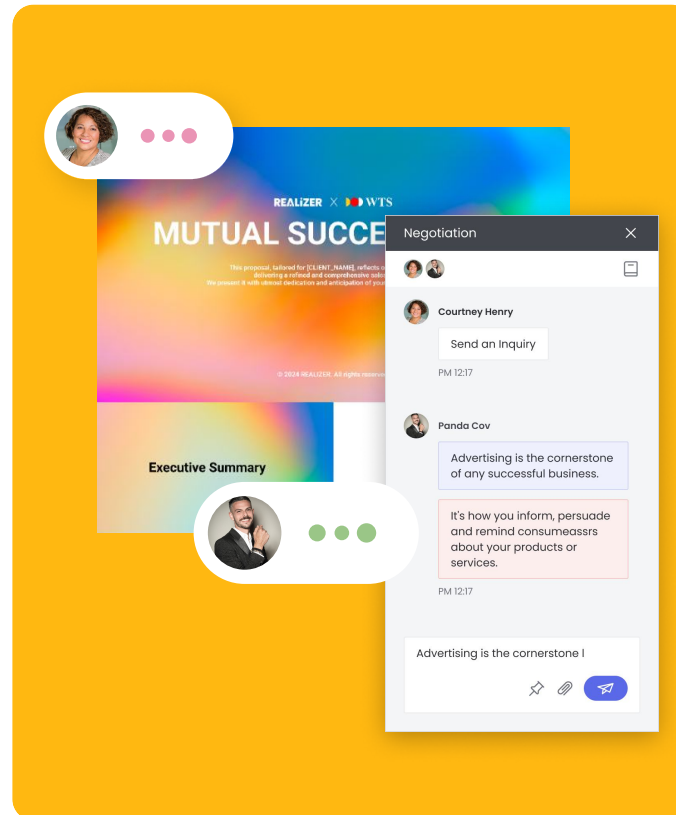 REALiZER × WTS
MUTUAL SUCCE
This proposal, tailored for [CLIENT_NAME], reflects o
delivering a refined and comprehensive
We present it with utmost dedication and anticipation of your
© 2024 REALIZER. All rights reserve
Executive Summary
Negotiation
Courtney Henry
Send an Inquiry
PM 12:17
Panda Cov
Advertising is the cornerstone
of any successful business.
It's how you inform, persuade
and remind consumeassrs
about your products or
services.
PM 12:17
Advertising is the cornerstone l